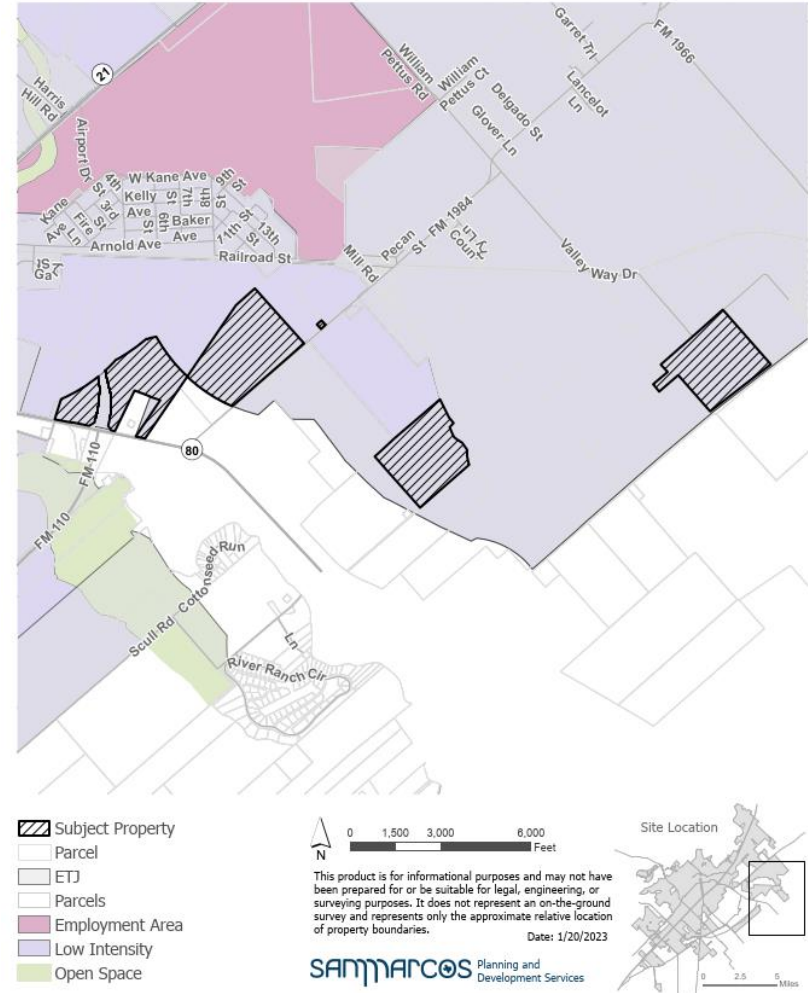 William
Pettus Rd
William
Pettus Ct
Delgado St
Glover Ln
Garret Trl
Lancelot
Ln
FM 1966
21
Harris
Hill Rd
Airport Dr
4th
St
3rd
St
W Kane Ave
Kelly
Ave
St
6th
St
7th
8th
St
9th
St
Baker
Ave
11th St
13th
St
Kane
Ave
Fire
Ln
Arnold Ave
Railroad St
Mill Rd
Pecan
St
FM 1984
Valley Way Dr
80
FM 110
FM 110
Scull Rd
Cottonseed Run
Ln
River Ranch Cir
Subject Property
Parcel
ETJ
Parcels
Employment Area
Low Intensity
Open Space
N
0 1,500 3,000 6,000
Feet
This product is for informational purposes and may not have
been prepared for or be suitable for legal, engineering, or
surveying purposes. It does not represent an on-the-ground
survey and represents only the approximate relative location
of property boundaries.
Date: 1/20/2023
SAN MARCOS Planning and
Development Services
Site Location
0 2.5 5
Miles